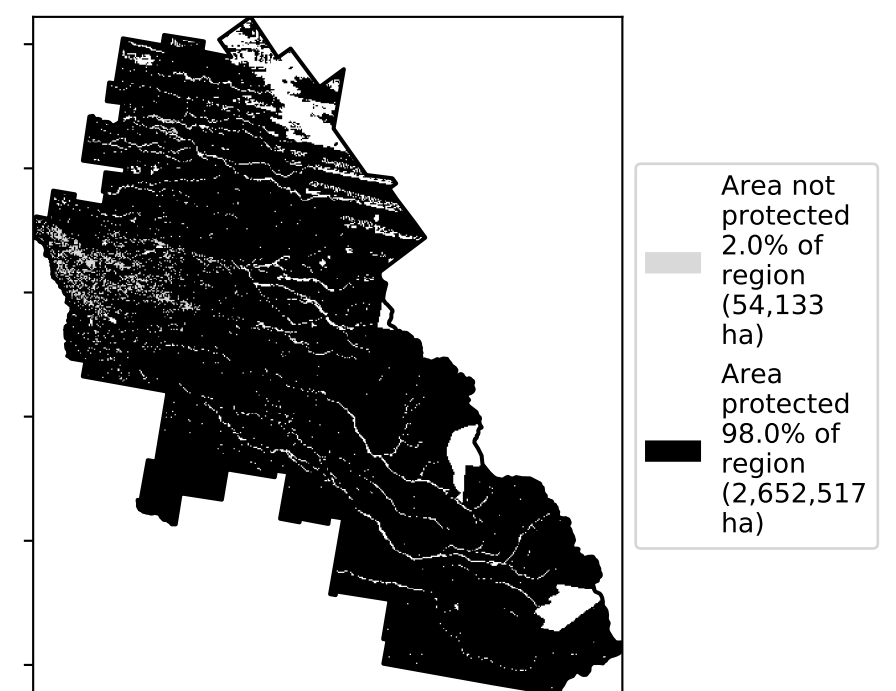 Area not
protected
2.0% of
region
(54,133
ha)
Area
protected
98.0% of
region
(2,652,517
ha)